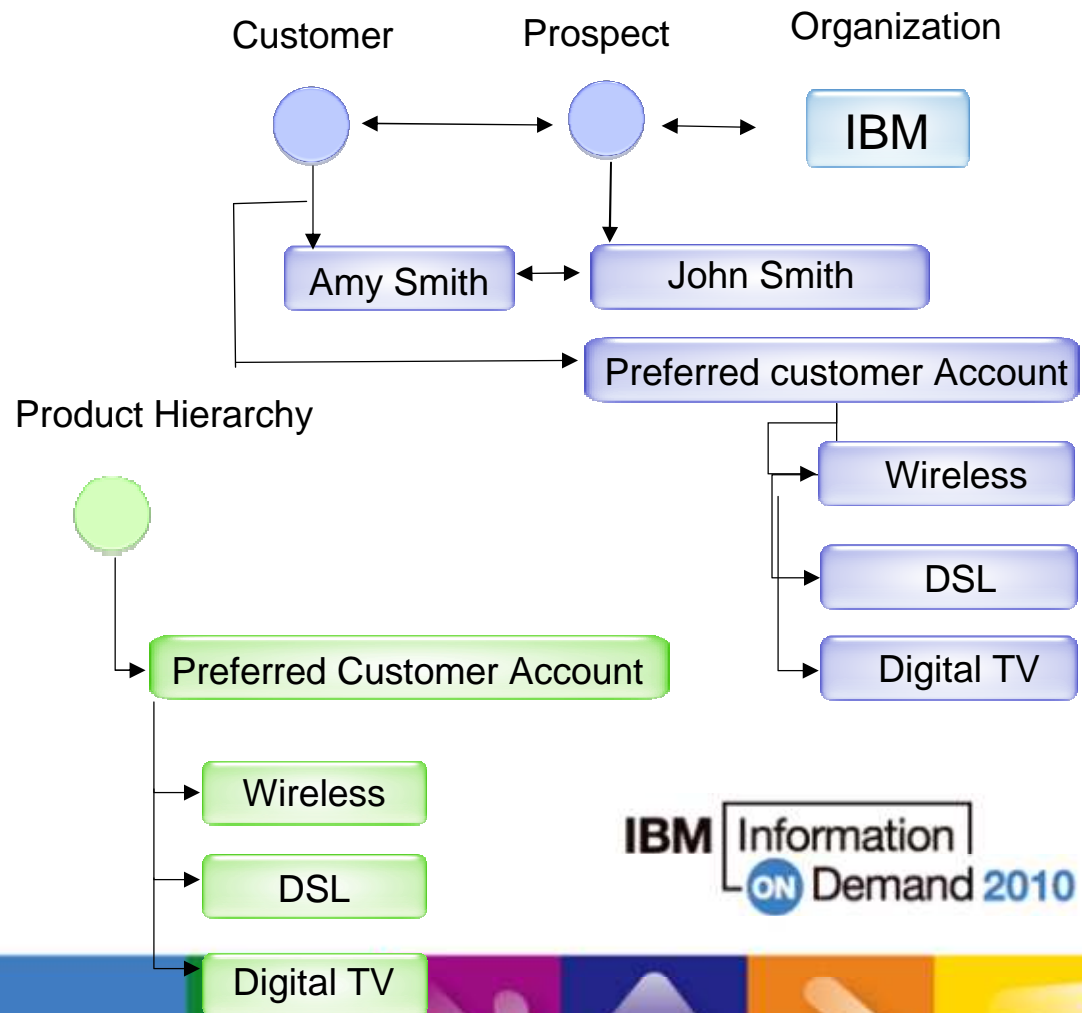 Customer
Prospect
Organization
IBM
Amy Smith
John Smith
Preferred customer Account
Product Hierarchy
Wireless
DSL
Digital TV
Preferred Customer Account
Wireless
DSL
Digital TV
IBM Information
ON Demand 2010